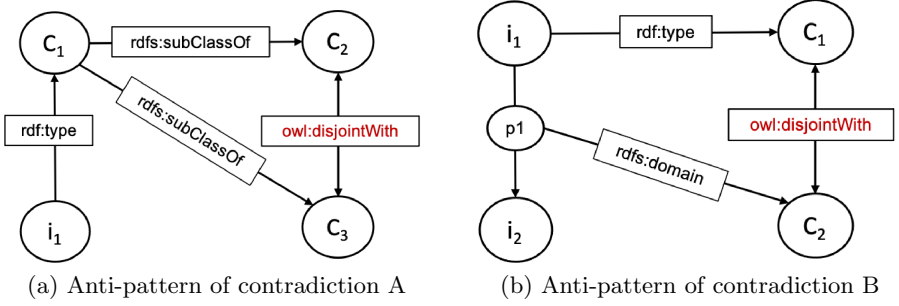 C1 rdfs:subClassOf C2
rdf:type rdfs:subClassOf owl:disjointWith
i1 C3
(a) Anti-pattern of contradiction A
i1 rdf:type C1
p1 owl:disjointWith
rdfs:domain
i2 C2
(b) Anti-pattern of contradiction B